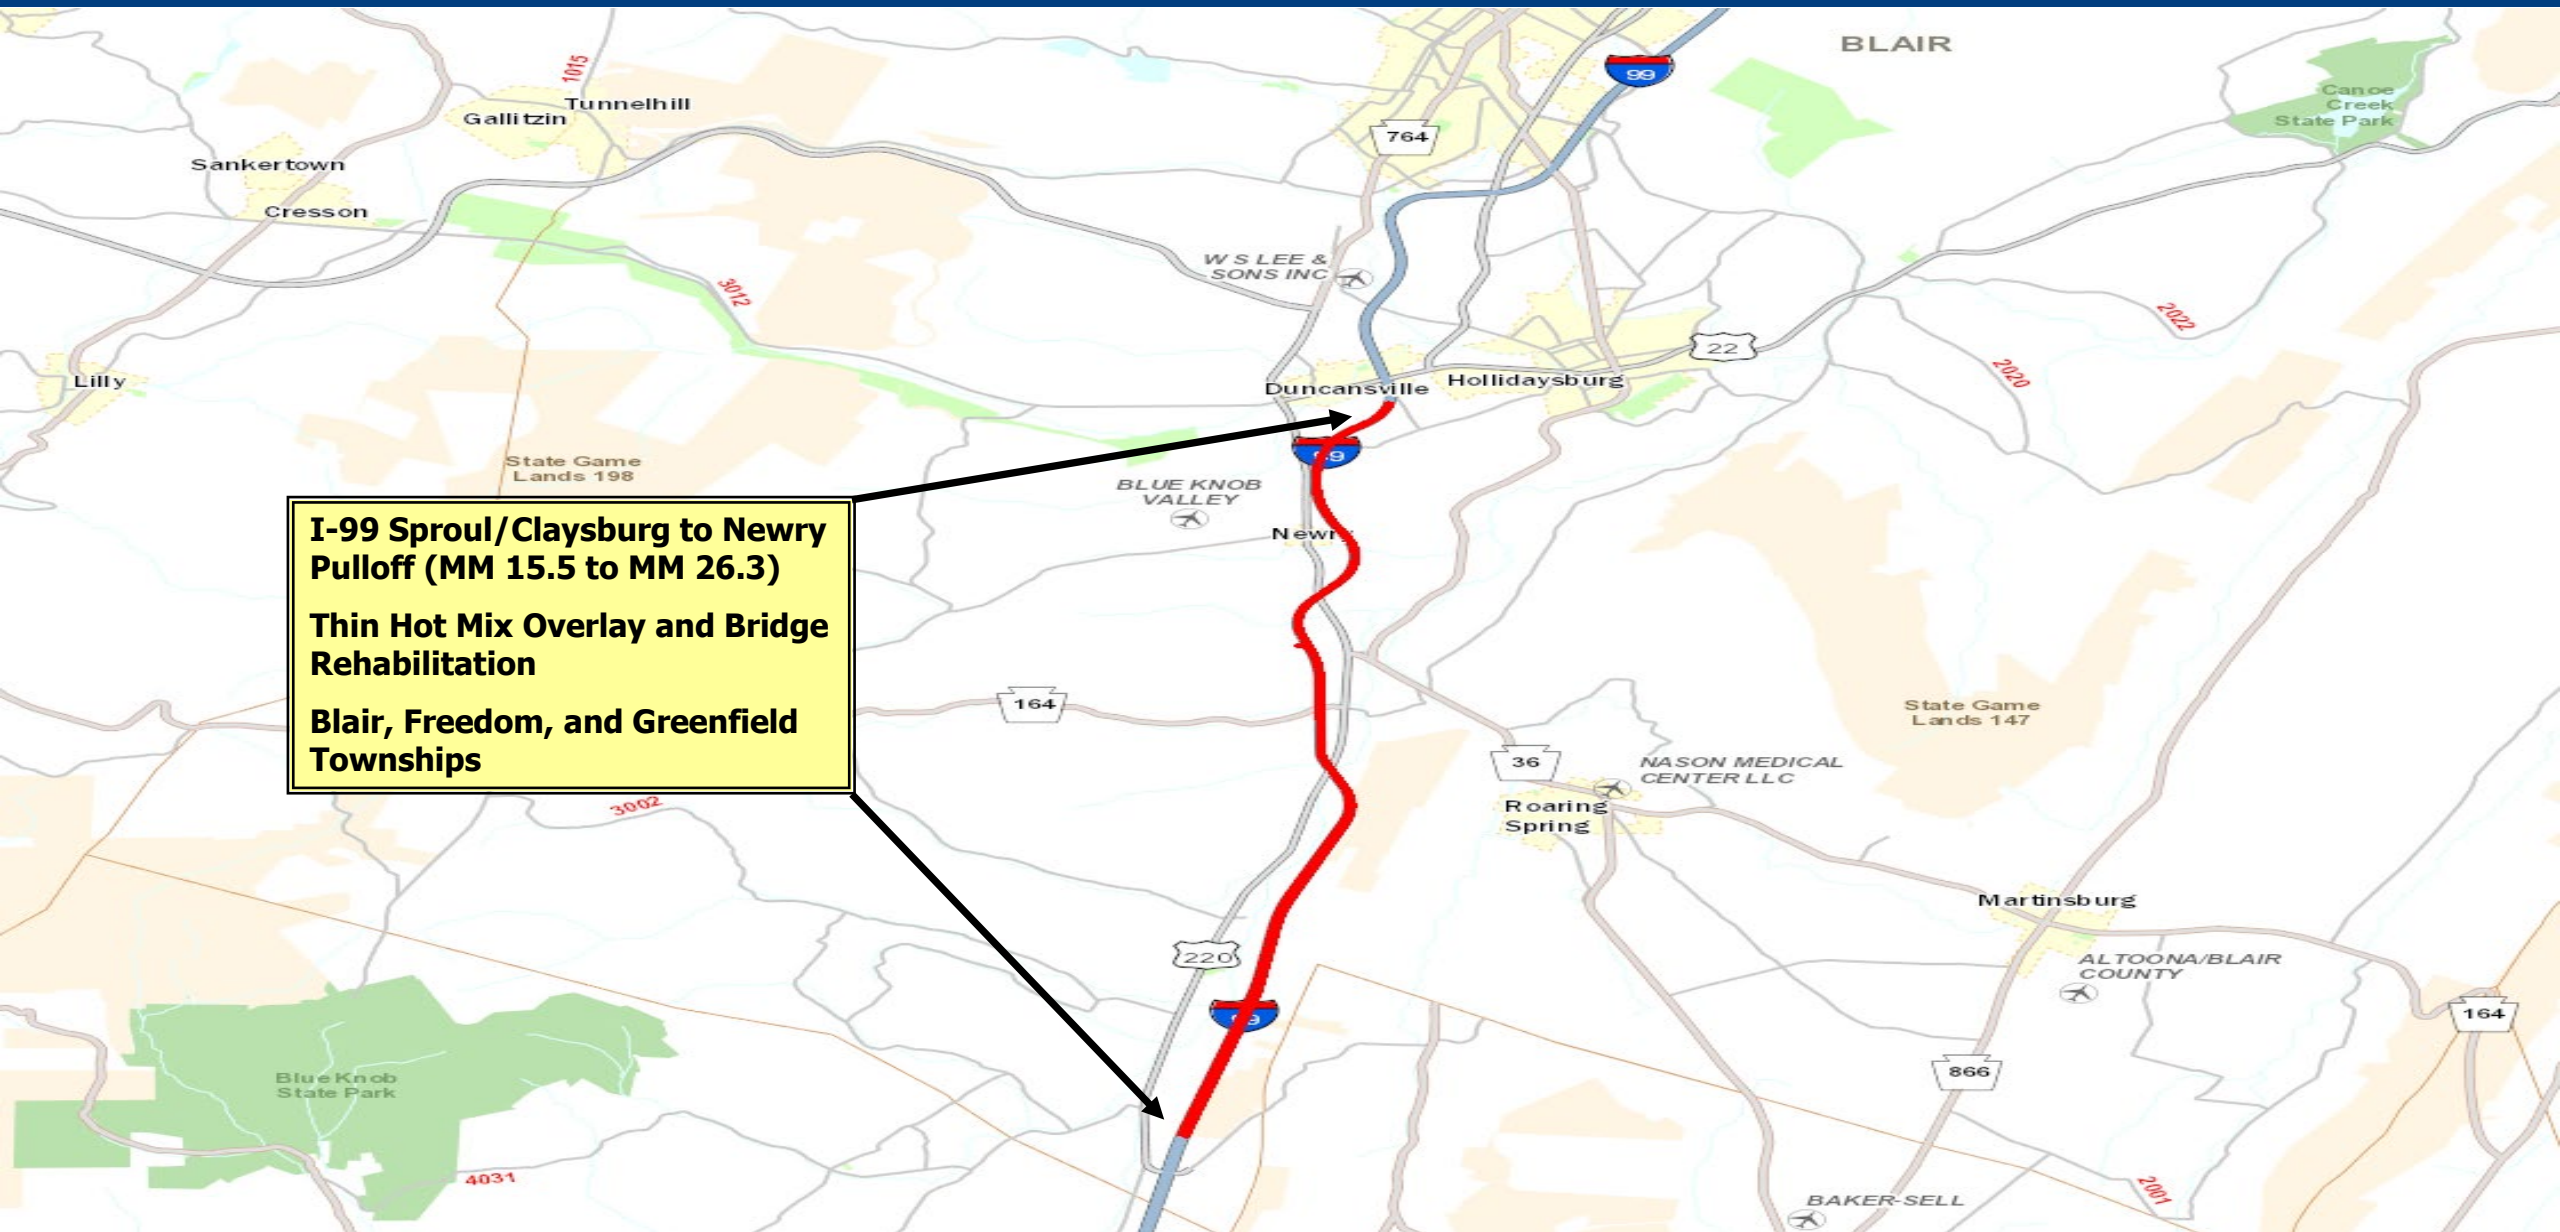 BLAIR
99
1015
Tunnelhill
Gallitzin
764
Canoe
Creek
State Park
Sankertown
Cresson
W S LEE &
SONS INC
3012
2022
22
2020
Lilly
Duncansville
Hollidaysburg
State Game
Lands 198
99
BLUE KNOB
VALLEY
Newry
I-99 Sproul/Claysburg to Newry
Pulloff (MM 15.5 to MM 26.3)
Thin Hot Mix Overlay and Bridge
Rehabilitation
Blair, Freedom, and Greenfield
Townships
164
State Game
Lands 147
36
NASON MEDICAL
CENTER LLC
3002
Roaring
Spring
Martinsburg
220
ALTOONA/BLAIR
COUNTY
99
164
Blue Knob
State Park
866
4031
2001
BAKER-SELL